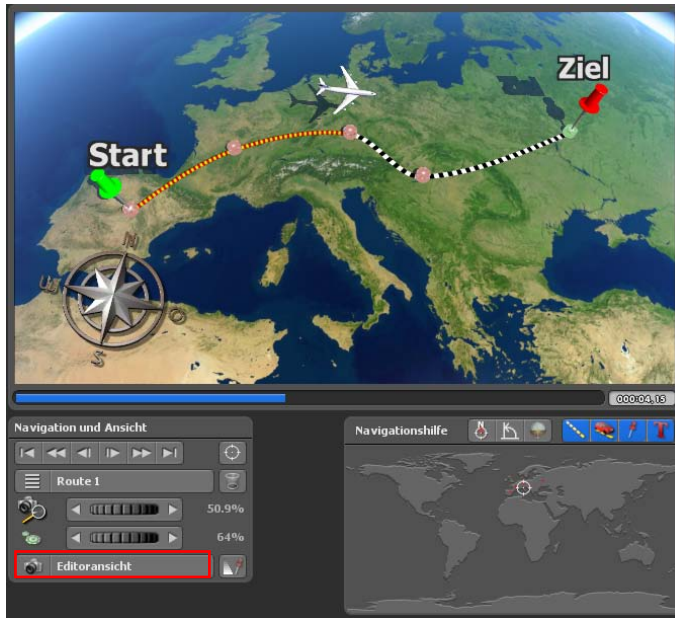 Ziel
Start
N
W
O
S
000:04,15
Navigation und Ansicht
Navigationshilfe
N
Route 1
50.9%
64%
Editoransicht
T